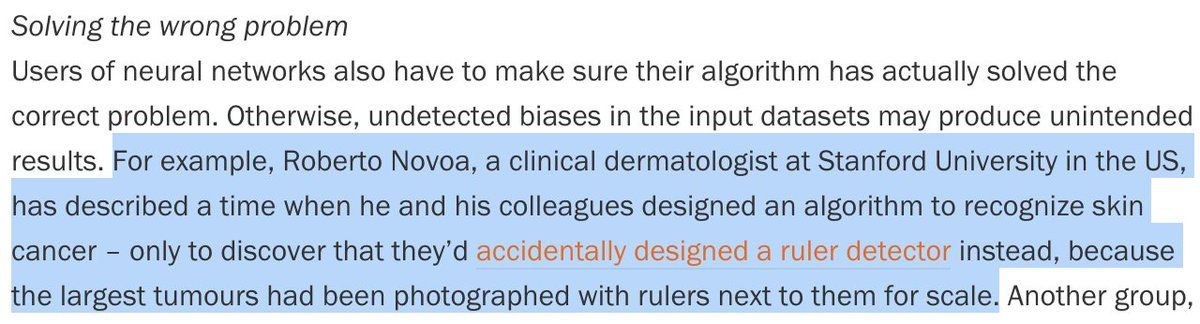 Solving the wrong problem
Users of neural networks also have to make sure their algorithm has actually solved the
correct problem. Otherwise, undetected biases in the input datasets may produce unintended
results. For example, Roberto Novoa, a clinical dermatologist at Stanford University in the US,
has described a time when he and his colleagues designed an algorithm to recognize skin
cancer – only to discover that they’d accidentally designed a ruler detector instead, because
the largest tumours had been photographed with rulers next to them for scale. Another group,